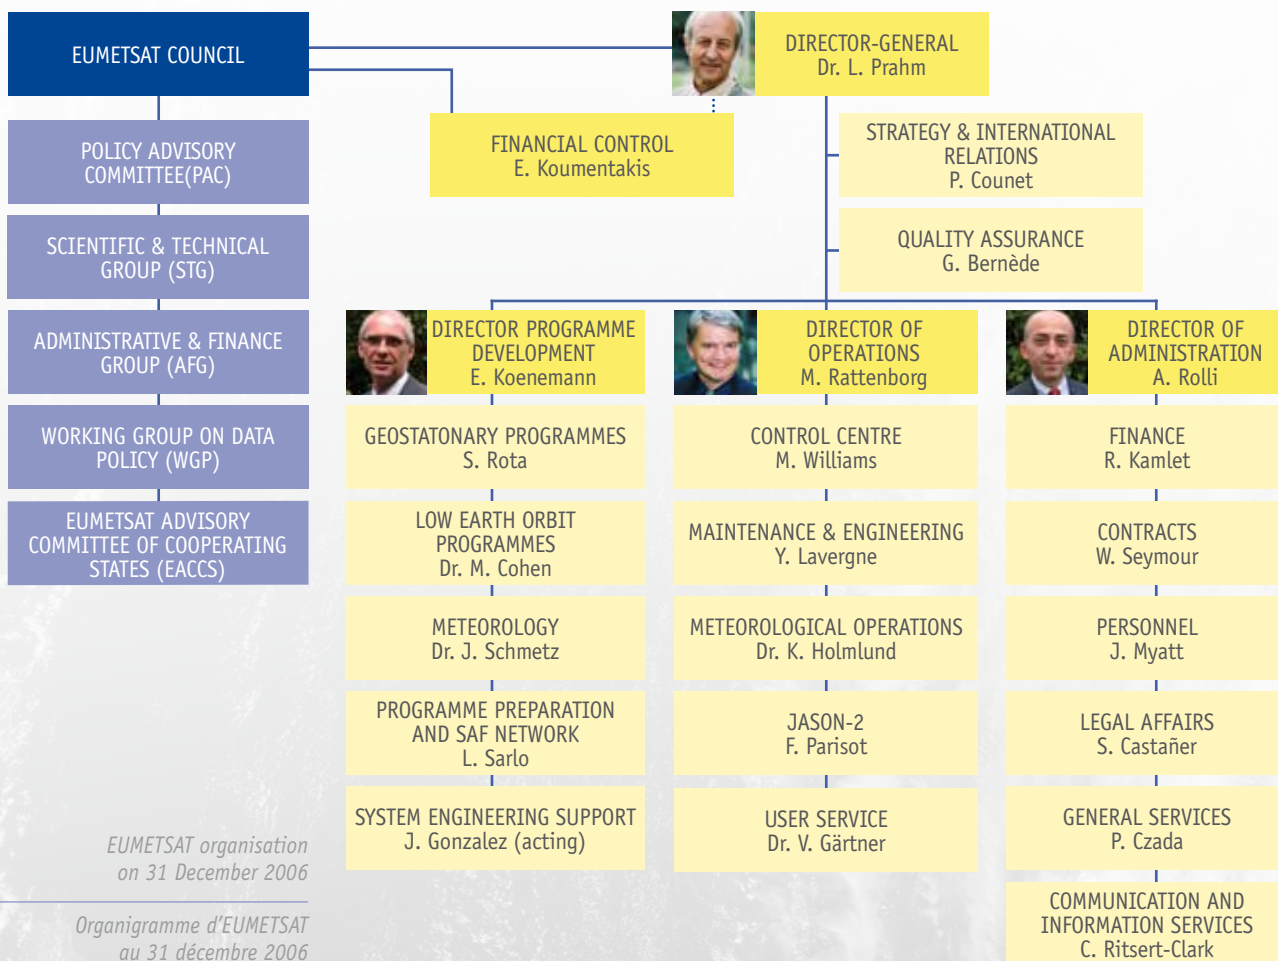 EUMETSAT COUNCIL
DIRECTOR-GENERAL
Dr. L. Prahm
FINANCIAL CONTROL
E. Koumentakis
STRATEGY & INTERNATIONAL
RELATIONS
P. Counet
QUALITY ASSURANCE
G. Bernède
POLICY ADVISORY
COMMITTEE(PAC)
SCIENTIFIC & TECHNICAL
GROUP (STG)
ADMINISTRATIVE & FINANCE
GROUP (AFG)
WORKING GROUP ON DATA
POLICY (WGP)
EUMETSAT ADVISORY
COMMITTEE OF COOPERATING
STATES (EACCS)
DIRECTOR PROGRAMME
DEVELOPMENT
E. Koenemann
GEOSTATONARY PROGRAMMES
S. Rota
LOW EARTH ORBIT
PROGRAMMES
Dr. M. Cohen
METEOROLOGY
Dr. J. Schmetz
PROGRAMME PREPARATION
AND SAF NETWORK
L. Sarlo
SYSTEM ENGINEERING SUPPORT
J. Gonzalez (acting)
DIRECTOR OF
OPERATIONS
M. Rattenborg
CONTROL CENTRE
M. Williams
MAINTENANCE & ENGINEERING
Y. Lavergne
METEOROLOGICAL OPERATIONS
Dr. K. Holmlund
JASON-2
F. Parisot
USER SERVICE
Dr. V. Gärtner
DIRECTOR OF
ADMINISTRATION
A. Rolli
FINANCE
R. Kamlet
CONTRACTS
W. Seymour
PERSONNEL
J. Myatt
LEGAL AFFAIRS
S. Castañer
GENERAL SERVICES
P. Czada
COMMUNICATION AND
INFORMATION SERVICES
C. Ritsert-Clark
EUMETSAT organisation
on 31 December 2006
Organigramme d'EUMETSAT
au 31 décembre 2006